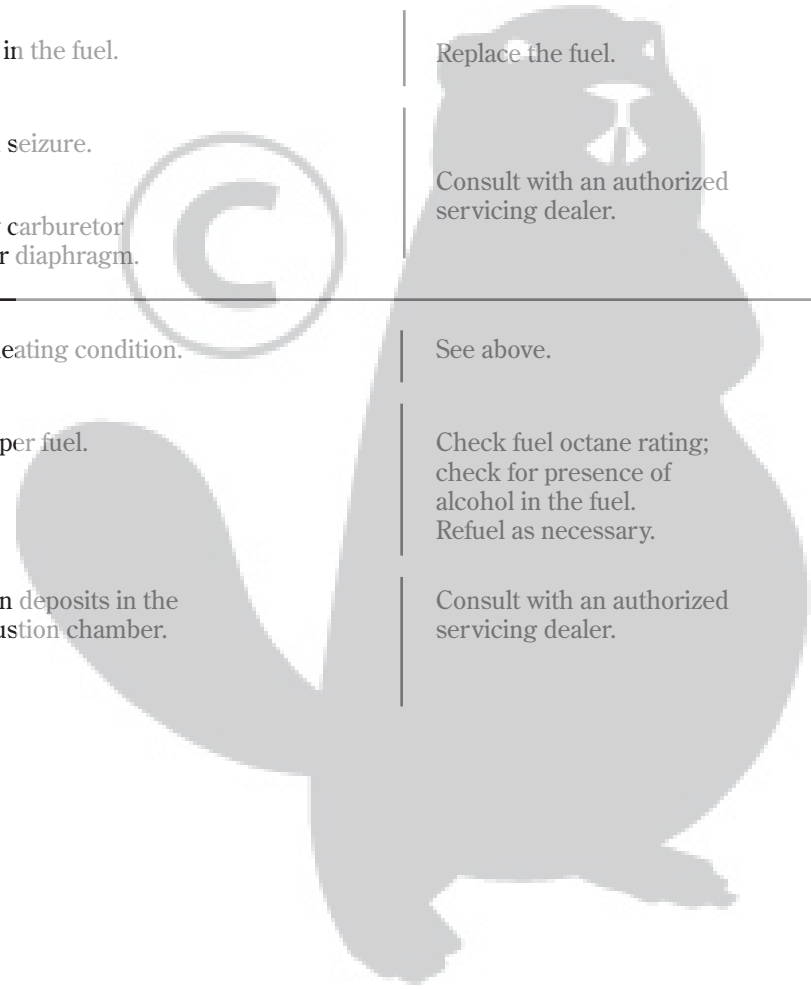 in the fuel.
Replace the fuel.
seizure.
Consult with an authorized
servicing dealer.
carburetor
r diaphragm.
eating condition.
See above.
per fuel.
Check fuel octane rating;
check for presence of
alcohol in the fuel.
Refuel as necessary.
n deposits in the
ustion chamber.
Consult with an authorized
servicing dealer.
©